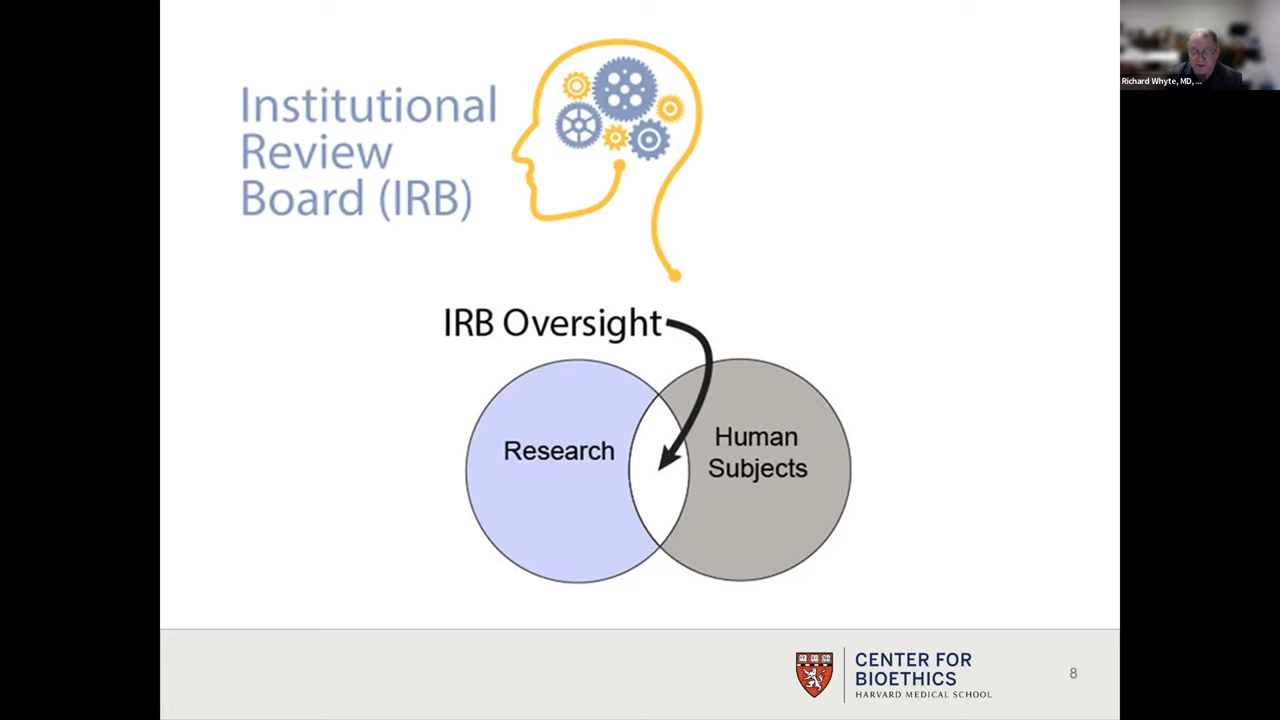 Institutional
Review
Board (IRB)
Richard Whyte, MD, ...
IRB Oversight
Research
Human
Subjects
CENTER FOR
BIOETHICS
HARVARD MEDICAL SCHOOL
8